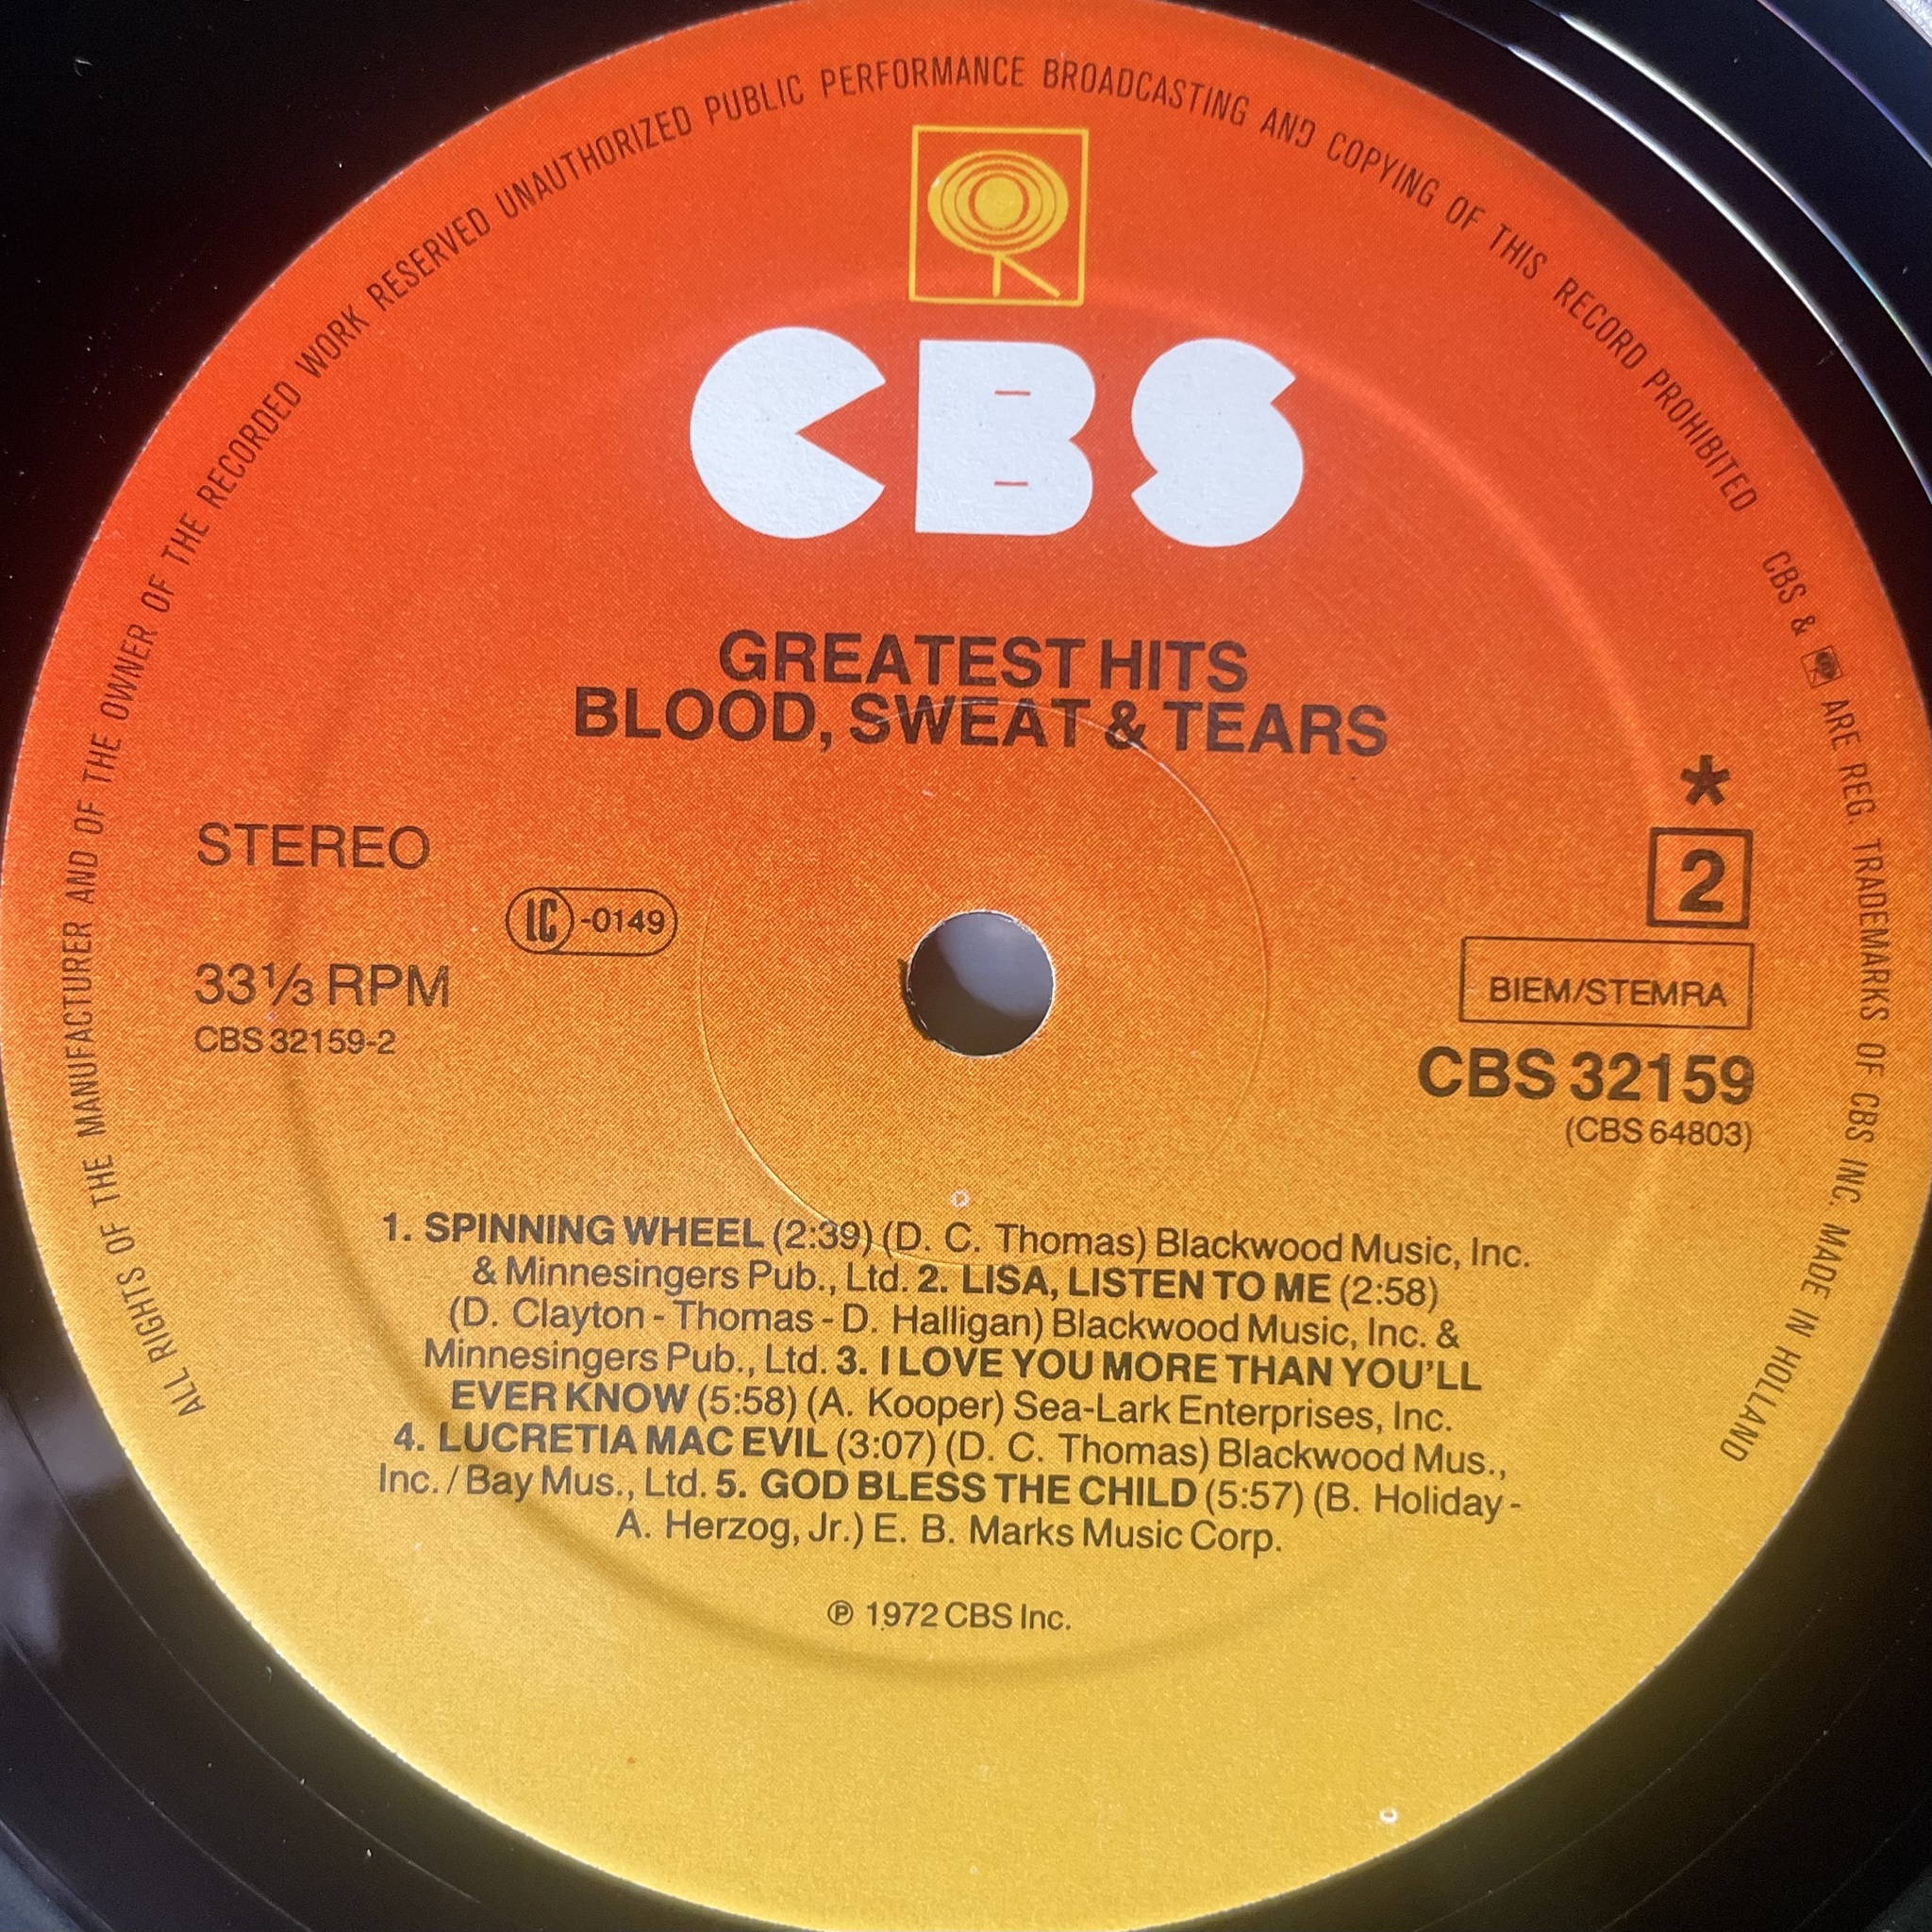 ALL RIGHTS OF THE MANUFACTURER AND OF THE OWNER OF THE RECORDED WORK RESERVED UNAUTHORIZED PUBLIC PERFORMANCE BROADCASTING AND COPYING OF THIS RECORD PROHIBITED CBS & ARE REG. TRADEMARKS OF CBS INC. MADE IN HOLLAND
CBS
GREATEST HITS
BLOOD, SWEAT & TEARS
STEREO
LC-0149
33 1/3 RPM
CBS 32159-2
*
2
BIEM/STEMRA
CBS 32159
(CBS 64803)
1. SPINNING WHEEL (2:39) (D. C. Thomas) Blackwood Music, Inc.
& Minnesingers Pub., Ltd. 2. LISA, LISTEN TO ME (2:58)
(D. Clayton - Thomas - D. Halligan) Blackwood Music, Inc. &
Minnesingers Pub., Ltd. 3. I LOVE YOU MORE THAN YOU'LL
EVER KNOW (5:58) (A. Kooper) Sea-Lark Enterprises, Inc.
4. LUCRETIA MAC EVIL (3:07) (D. C. Thomas) Blackwood Mus.,
Inc. / Bay Mus., Ltd. 5. GOD BLESS THE CHILD (5:57) (B. Holiday -
A. Herzog, Jr.) E. B. Marks Music Corp.
℗ 1972 CBS Inc.